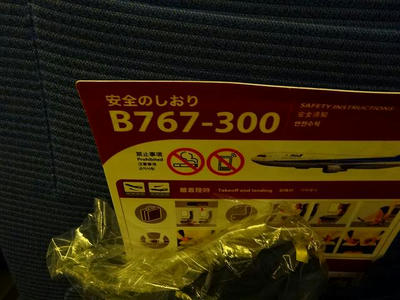 安全のしおり
B767-300
SAFETY INSTRUCTIONS
禁止事項
Prohibited
離着陸時 Takeoff and landing